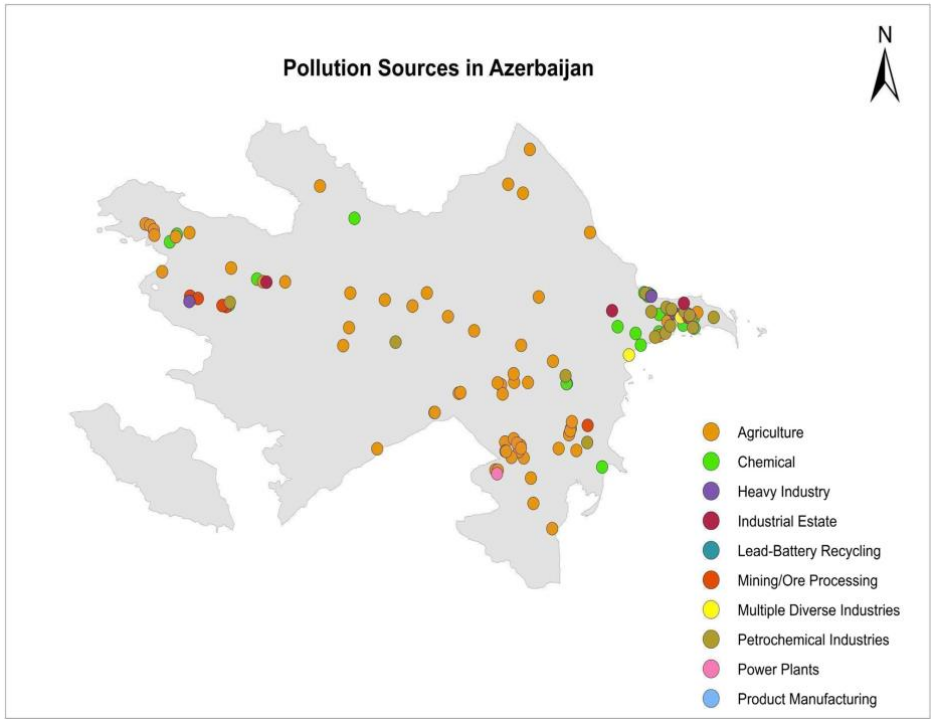 N
Pollution Sources in Azerbaijan
Agriculture
Chemical
Heavy Industry
Industrial Estate
Lead-Battery Recycling
Mining/Ore Processing
Multiple Diverse Industries
Petrochemical Industries
Power Plants
Product Manufacturing